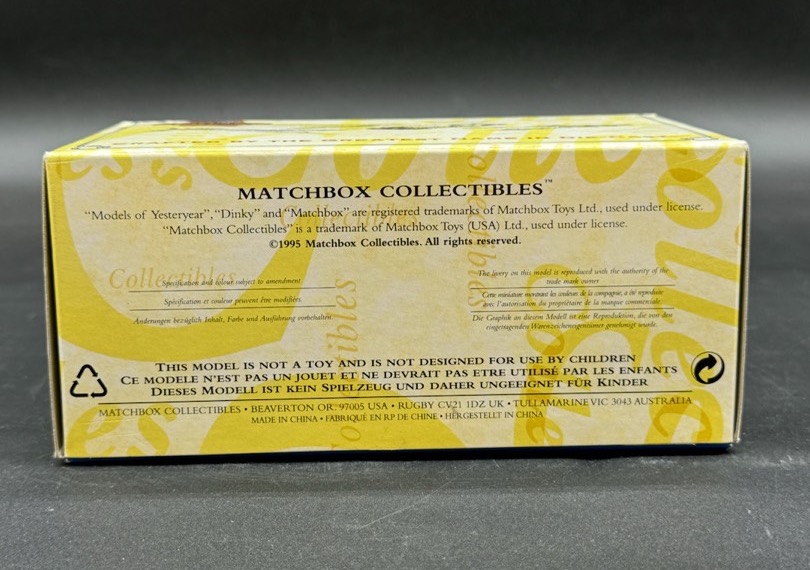 MATCHBOX COLLECTIBLES™
"Models of Yesteryear", "Dinky" and "Matchbox" are registered trademarks of Matchbox Toys Ltd., used under license.
"Matchbox Collectibles" is a trademark of Matchbox Toys (USA) Ltd., used under license.
©1995 Matchbox Collectibles. All rights reserved.
Collectibles
Specification and colour subject to amendment.
Spécification et couleur peuvent être modifiées.
Änderungen bezüglich Inhalt, Farbe und Ausführung vorbehalten.
The livery on this model is reproduced with the authority of the
trade mark owner
Cette miniature montrant les couleurs de la compagnie, a été reproduite
avec l'autorisation du propriétaire de la marque commerciale.
Die Graphik an diesem Modell ist eine Reproduktion, die von den
eingetragenen Warenzeicheneigentümer genehmigt wurde.
THIS MODEL IS NOT A TOY AND IS NOT DESIGNED FOR USE BY CHILDREN
CE MODELE N'EST PAS UN JOUET ET NE DEVRAIT PAS ETRE UTILISÉ PAR LES ENFANTS
DIESES MODELL IST KEIN SPIELZEUG UND DAHER UNGEEIGNET FÜR KINDER
MATCHBOX COLLECTIBLES • BEAVERTON OR. 97005 USA • RUGBY CV21 1DZ UK • TULLAMARINE VIC 3043 AUSTRALIA
MADE IN CHINA • FABRIQUÉ EN RP DE CHINE • HERGESTELLT IN CHINA